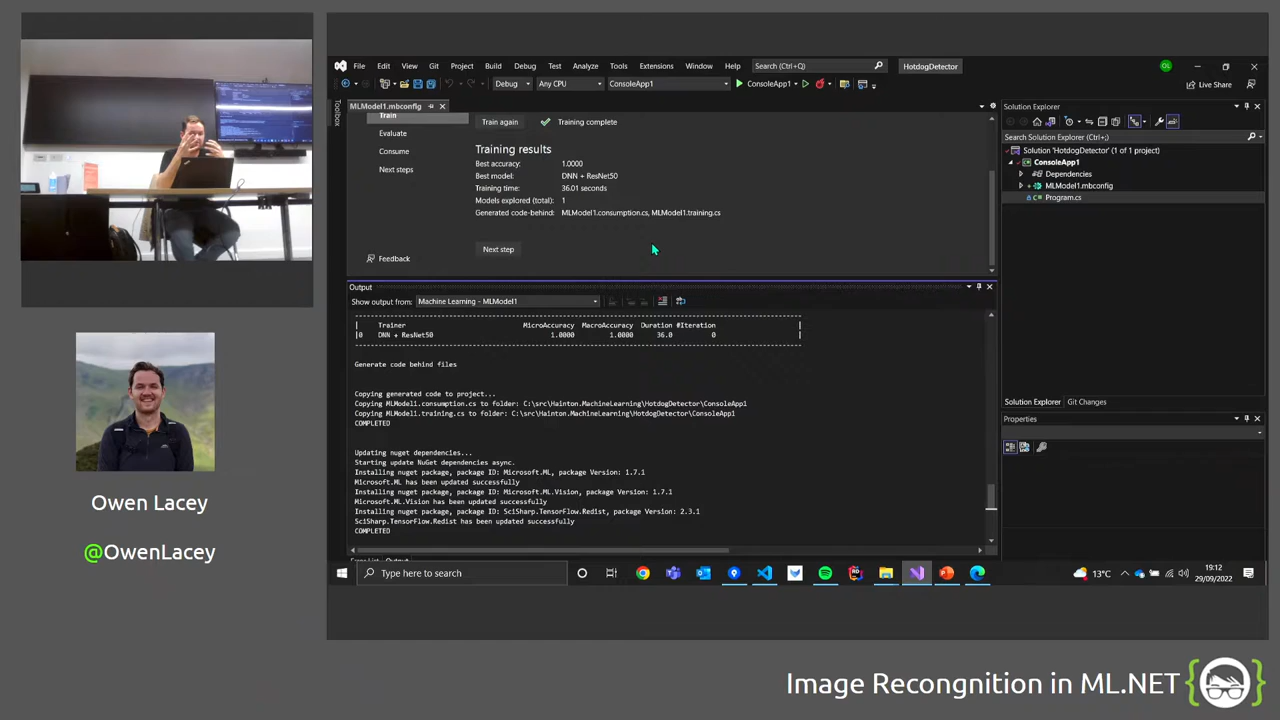 File Edit View Git Project Build Debug Test Analyze Tools Extensions Window Help Search (Ctrl+Q) HotdogDetector OL
Debug Any CPU ConsoleApp1 ConsoleApp1 Live Share
Toolbox
MLModel1.mbconfig
Train
Evaluate
Consume
Next steps
Feedback
Train again Training complete
Training results
Best accuracy: 1.0000
Best model: DNN + ResNet50
Training time: 36.01 seconds
Models explored (total): 1
Generated code-behind: MLModel1.consumption.cs, MLModel1.training.cs
Next step
Output
Show output from: Machine Learning - MLModel1
| Trainer MicroAccuracy MacroAccuracy Duration #Iteration |
|0 DNN + ResNet50 1.0000 1.0000 36.0 0 |
Generate code behind files
Copying generated code to project...
Copying MLModel1.consumption.cs to folder: C:\src\Hainton.MachineLearning\HotdogDetector\ConsoleApp1
Copying MLModel1.training.cs to folder: C:\src\Hainton.MachineLearning\HotdogDetector\ConsoleApp1
COMPLETED
Updating nuget dependencies...
Starting update NuGet dependencies async.
Installing nuget package, package ID: Microsoft.ML, package Version: 1.7.1
Microsoft.ML has been updated successfully
Installing nuget package, package ID: Microsoft.ML.Vision, package Version: 1.7.1
Microsoft.ML.Vision has been updated successfully
Installing nuget package, package ID: SciSharp.TensorFlow.Redist, package Version: 2.3.1
SciSharp.TensorFlow.Redist has been updated successfully
COMPLETED
Error List Output
Solution Explorer
Search Solution Explorer (Ctrl+;)
Solution 'HotdogDetector' (1 of 1 project)
ConsoleApp1
Dependencies
MLModel1.mbconfig
Program.cs
Solution Explorer Git Changes
Properties
Type here to search
13°C
19:12
29/09/2022
Owen Lacey
@OwenLacey
Image Recongnition in ML.NET